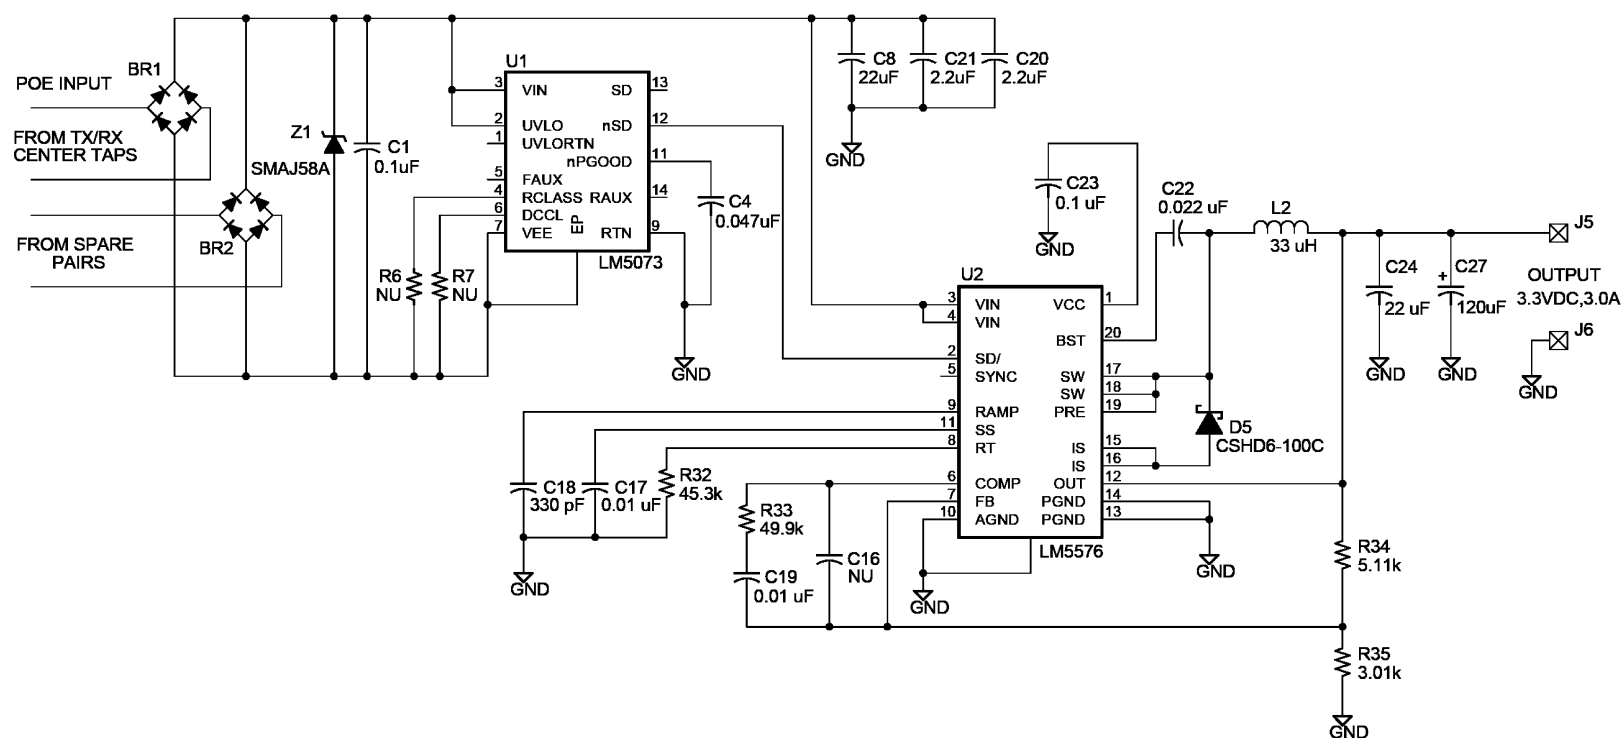 BR1
POE INPUT
FROM TX/RX
CENTER TAPS
BR2
FROM SPARE
PAIRS
Z1
SMAJ58A
C1
0.1uF
U1
3 VIN SD 13
2 UVLO nSD 12
1 UVLORTN
nPGOOD 11
5 FAUX
4 RCLASS RAUX 14
6 DCCL
7 VEE EP RTN 9
LM5073
R6
NU
R7
NU
C4
0.047uF
GND
C8
22uF
C21
2.2uF
C20
2.2uF
GND
C23
0.1 uF
GND
C22
0.022 uF
L2
33 uH
J5
C24
22 uF
+ C27
120uF
OUTPUT
3.3VDC,3.0A
J6
GND
GND
GND
U2
3 VIN VCC 1
4 VIN
BST 20
2 SD/
5 SYNC SW 17
SW 18
9 RAMP PRE 19
11 SS
8 RT IS 15
IS 16
6 COMP OUT 12
7 FB PGND 14
10 AGND PGND 13
LM5576
D5
CSHD6-100C
C18
330 pF
C17
0.01 uF
R32
45.3k
GND
R33
49.9k
C19
0.01 uF
C16
NU
GND
GND
R34
5.11k
R35
3.01k
GND